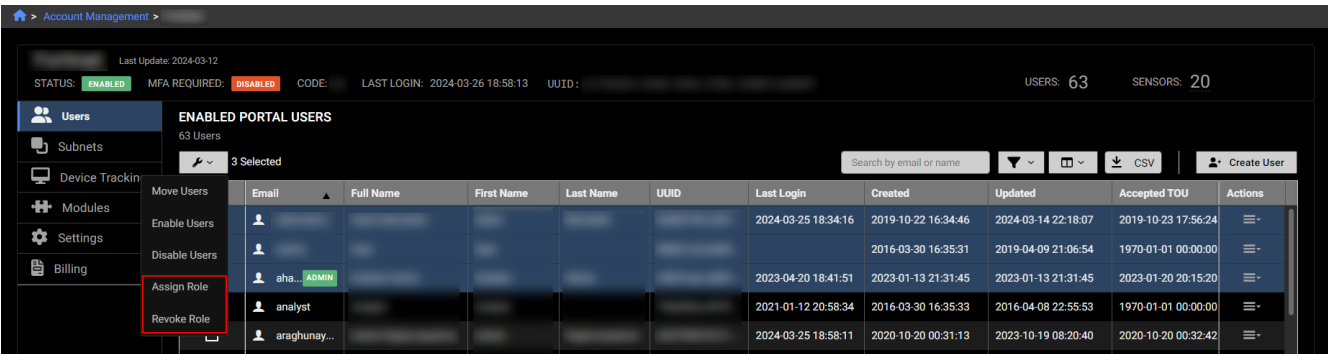 > Account Management >
Last Update: 2024-03-12
STATUS: ENABLED MFA REQUIRED: DISABLED CODE: LAST LOGIN: 2024-03-26 18:58:13 UUID: USERS: 63 SENSORS: 20
Users
Subnets
Device Trackin
Modules
Settings
Billing
ENABLED PORTAL USERS
63 Users
3 Selected
Search by email or name
CSV
Create User
Move Users
Enable Users
Disable Users
Assign Role
Revoke Role
Email Full Name First Name Last Name UUID Last Login Created Updated Accepted TOU Actions
2024-03-25 18:34:16 2019-10-22 16:34:46 2024-03-14 22:18:07 2019-10-23 17:56:24
2016-03-30 16:35:31 2019-04-09 21:06:54 1970-01-01 00:00:00
aha... ADMIN 2023-04-20 18:41:51 2023-01-13 21:31:45 2023-01-13 21:31:45 2023-01-20 20:15:20
analyst 2021-01-12 20:58:34 2016-03-30 16:35:33 2016-04-08 22:55:53 1970-01-01 00:00:00
araghunay... 2024-03-25 18:58:11 2020-10-20 00:31:13 2023-10-19 08:20:40 2020-10-20 00:32:42